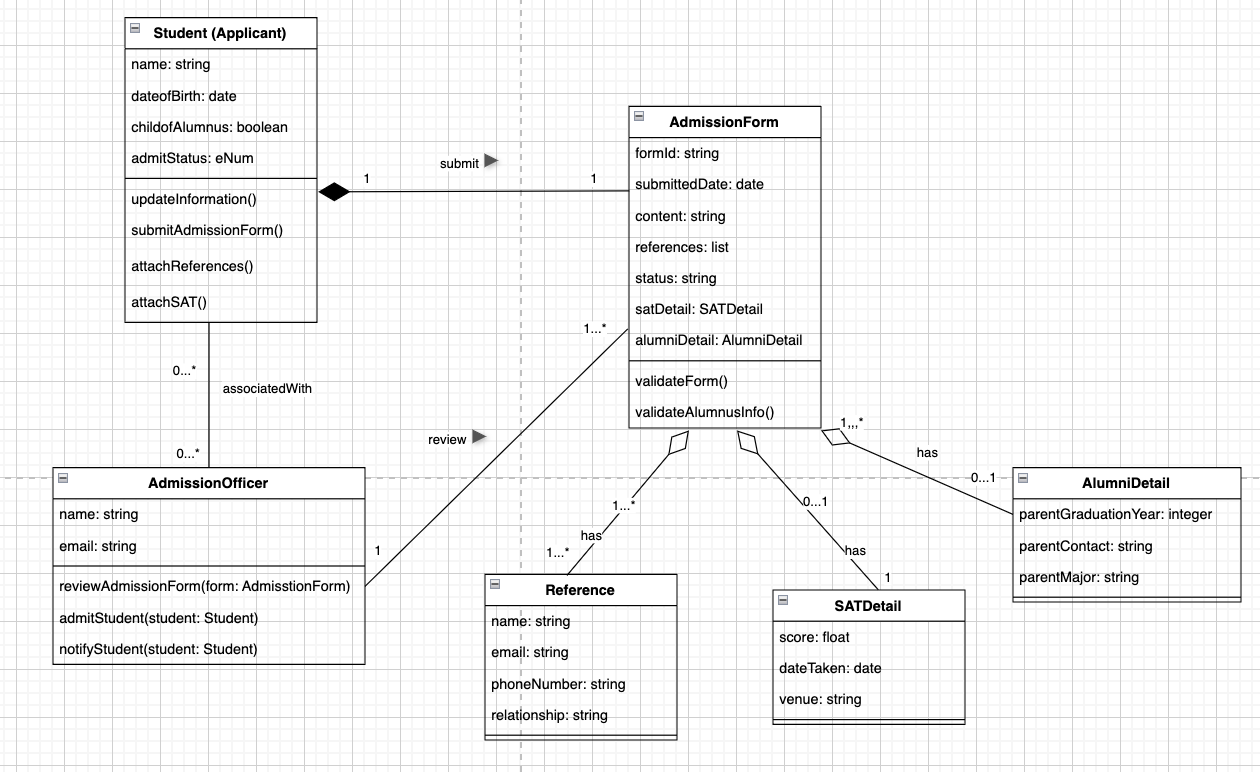 Student (Applicant)
name: string
dateofBirth: date
childofAlumnus: boolean
admitStatus: eNum
updateInformation()
submitAdmissionForm()
attachReferences()
attachSAT()
submit
1
1
AdmissionForm
formId: string
submittedDate: date
content: string
references: list
status: string
satDetail: SATDetail
alumniDetail: AlumniDetail
validateForm()
validateAlumnusInfo()
0...*
associatedWith
0...*
1...*
review
1
AdmissionOfficer
name: string
email: string
reviewAdmissionForm(form: AdmisstionForm)
admitStudent(student: Student)
notifyStudent(student: Student)
1...*
has
1...*
Reference
name: string
email: string
phoneNumber: string
relationship: string
0...1
has
1
SATDetail
score: float
dateTaken: date
venue: string
1,,,*
has
0...1
AlumniDetail
parentGraduationYear: integer
parentContact: string
parentMajor: string